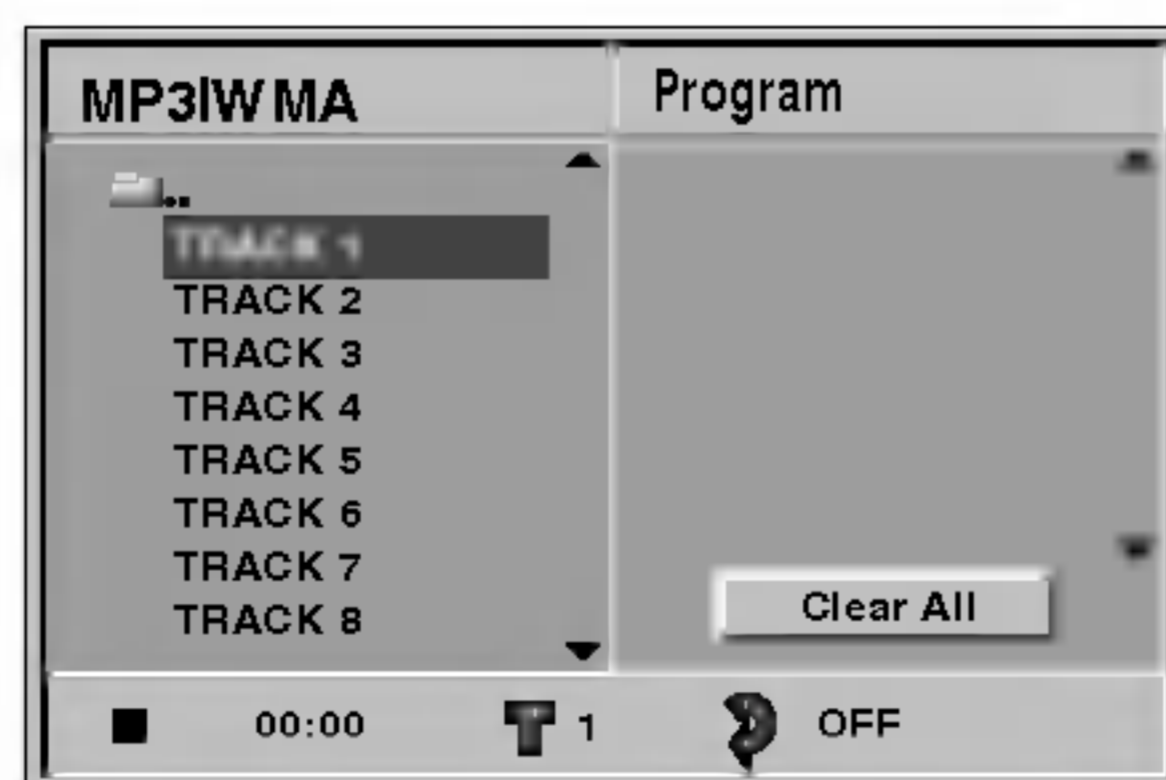 MP3lWMA
Program
..
TRACK 1
TRACK 2
TRACK 3
TRACK 4
TRACK 5
TRACK 6
TRACK 7
TRACK 8
Clear All
00:00 T 1 OFF